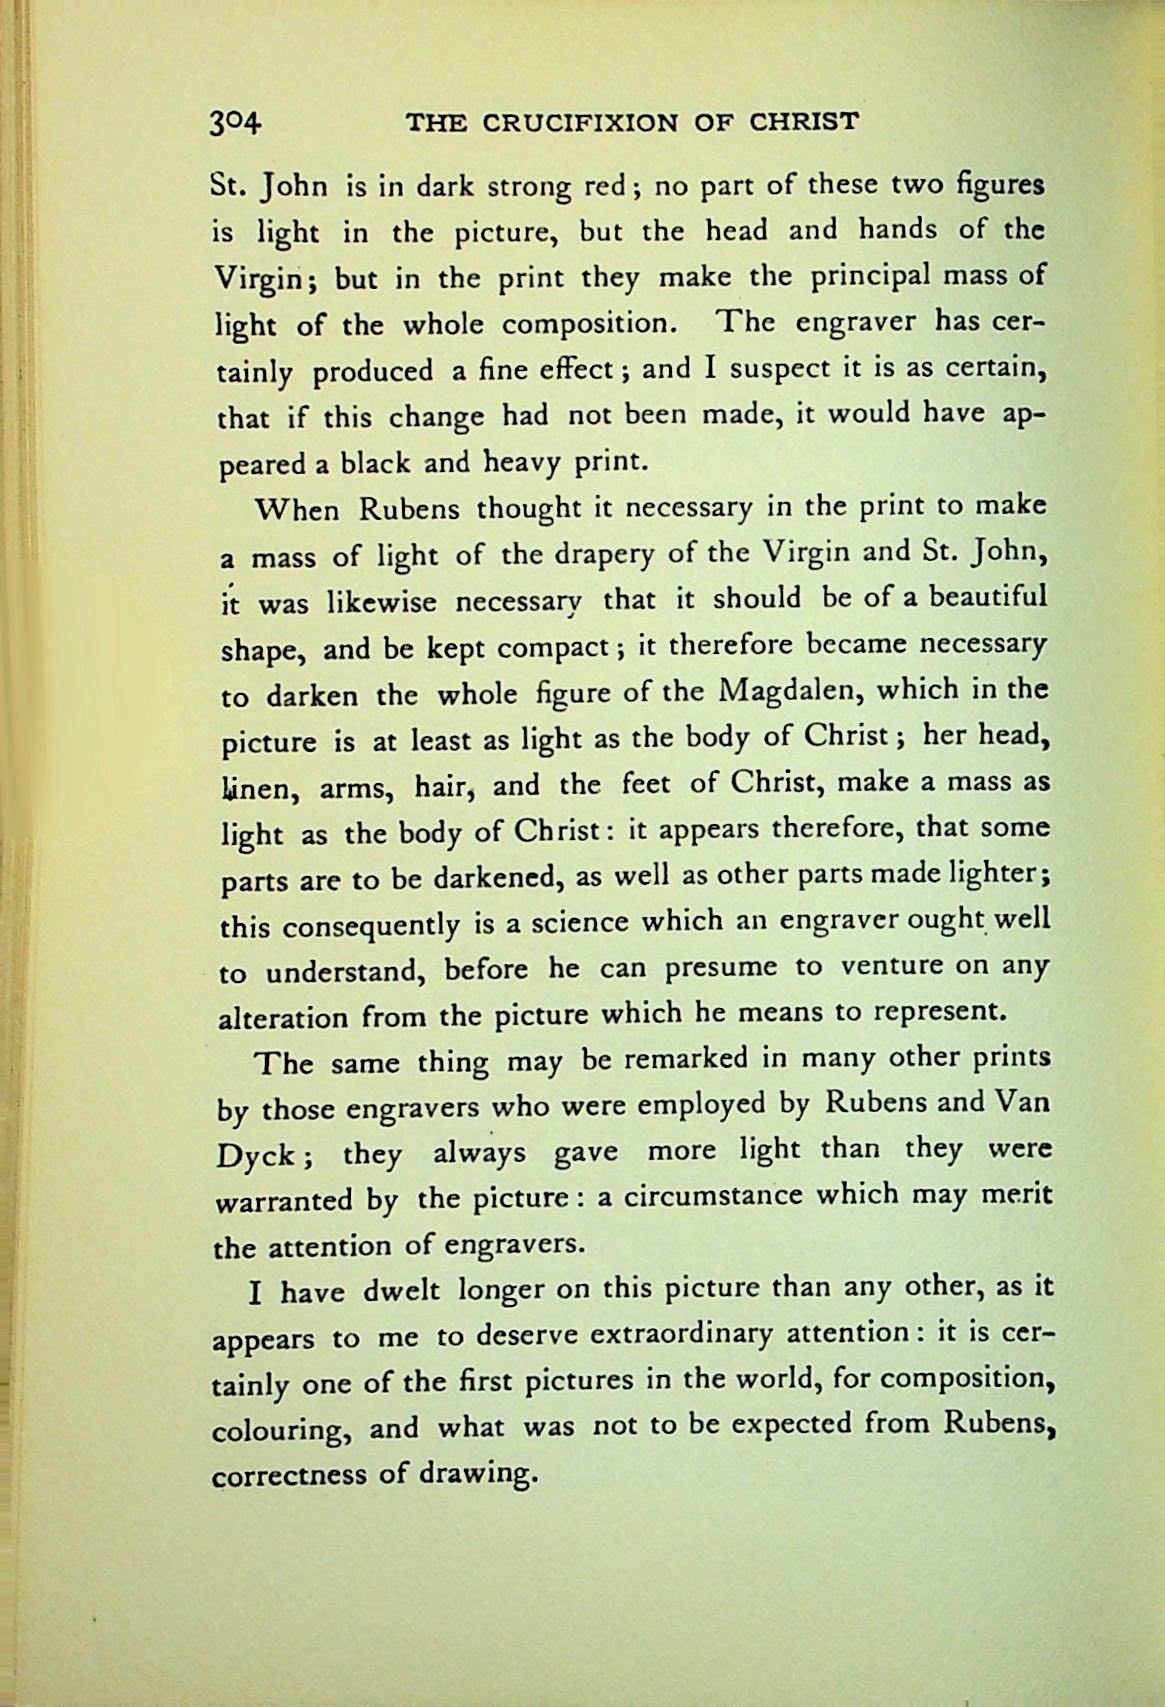 304 THE CRUCIFIXION OF CHRIST
St. John is in dark strong red; no part of these two figures
is light in the picture, but the head and hands of the
Virgin; but in the print they make the principal mass of
light of the whole composition. The engraver has cer-
tainly produced a fine effect; and I suspect it is as certain,
that if this change had not been made, it would have ap-
peared a black and heavy print.
When Rubens thought it necessary in the print to make
a mass of light of the drapery of the Virgin and St. John,
it was likewise necessary that it should be of a beautiful
shape, and be kept compact; it therefore became necessary
to darken the whole figure of the Magdalen, which in the
picture is at least as light as the body of Christ; her head,
linen, arms, hair, and the feet of Christ, make a mass as
light as the body of Christ: it appears therefore, that some
parts are to be darkened, as well as other parts made lighter;
this consequently is a science which an engraver ought well
to understand, before he can presume to venture on any
alteration from the picture which he means to represent.
The same thing may be remarked in many other prints
by those engravers who were employed by Rubens and Van
Dyck; they always gave more light than they were
warranted by the picture: a circumstance which may merit
the attention of engravers.
I have dwelt longer on this picture than any other, as it
appears to me to deserve extraordinary attention: it is cer-
tainly one of the first pictures in the world, for composition,
colouring, and what was not to be expected from Rubens,
correctness of drawing.